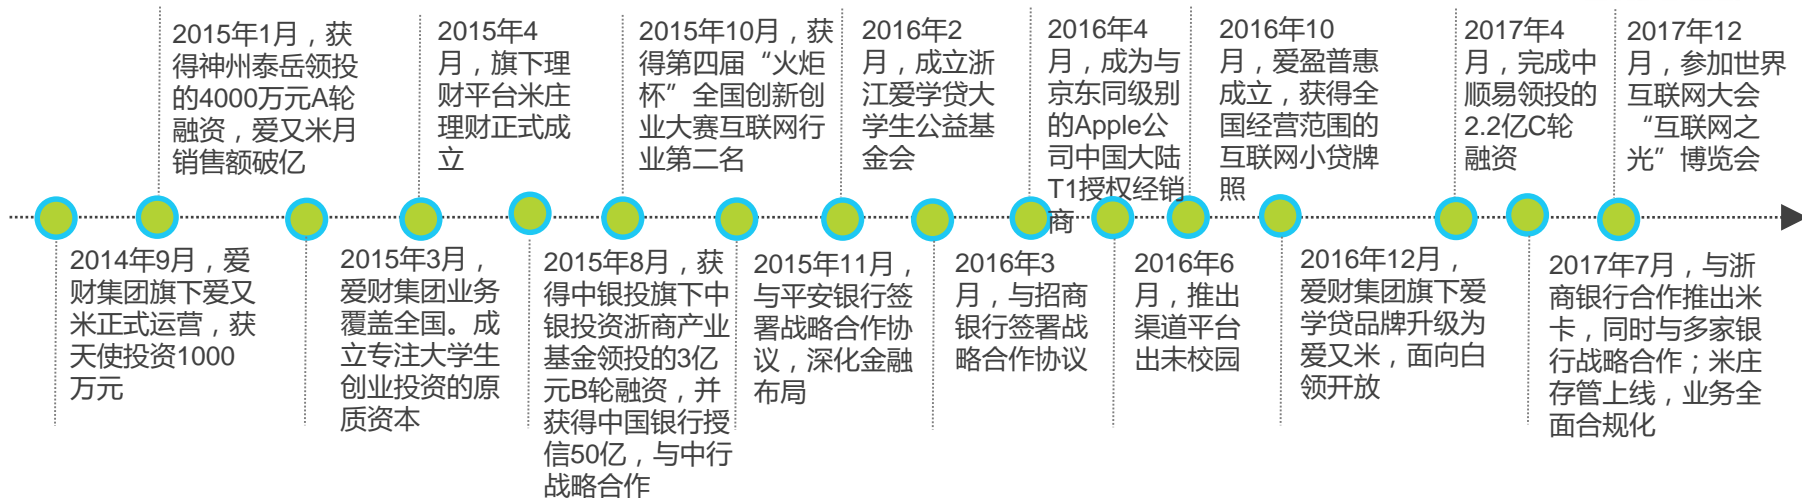 2015年1月，获
得神州泰岳领投
的4000万元A轮
融资，爱又米月
销售额破亿
2015年4
月，旗下理
财平台米庄
理财正式成
立
2015年10月，获
得第四届“火炬
杯”全国创新创
业大赛互联网行
业第二名
2016年2
月，成立浙
江爱学贷大
学生公益基
金会
2016年4
月，成为与
京东同级别
的Apple公
司中国大陆
T1授权经销
商
2016年10
月，爱盈普惠
成立，获得全
国经营范围的
互联网小贷牌
照
2017年4
月，完成中
顺易领投的
2.2亿C轮
融资
2017年12
月，参加世界
互联网大会
“互联网之
光”博览会
2014年9月，爱
财集团旗下爱又
米正式运营，获
天使投资1000
万元
2015年3月，
爱财集团业务
覆盖全国。成
立专注大学生
创业投资的原
质资本
2015年8月，获
得中银投旗下中
银投资浙商产业
基金领投的3亿
元B轮融资，并
获得中国银行授
信50亿，与中行
战略合作
2015年11月，
与平安银行签
署战略合作协
议，深化金融
布局
2016年3
月，与招商
银行签署战
略合作协议
2016年6
月，推出
渠道平台
出未校园
2016年12月，
爱财集团旗下爱
学贷品牌升级为
爱又米，面向白
领开放
2017年7月，与浙
商银行合作推出米
卡，同时与多家银
行战略合作；米庄
存管上线，业务全
面合规化